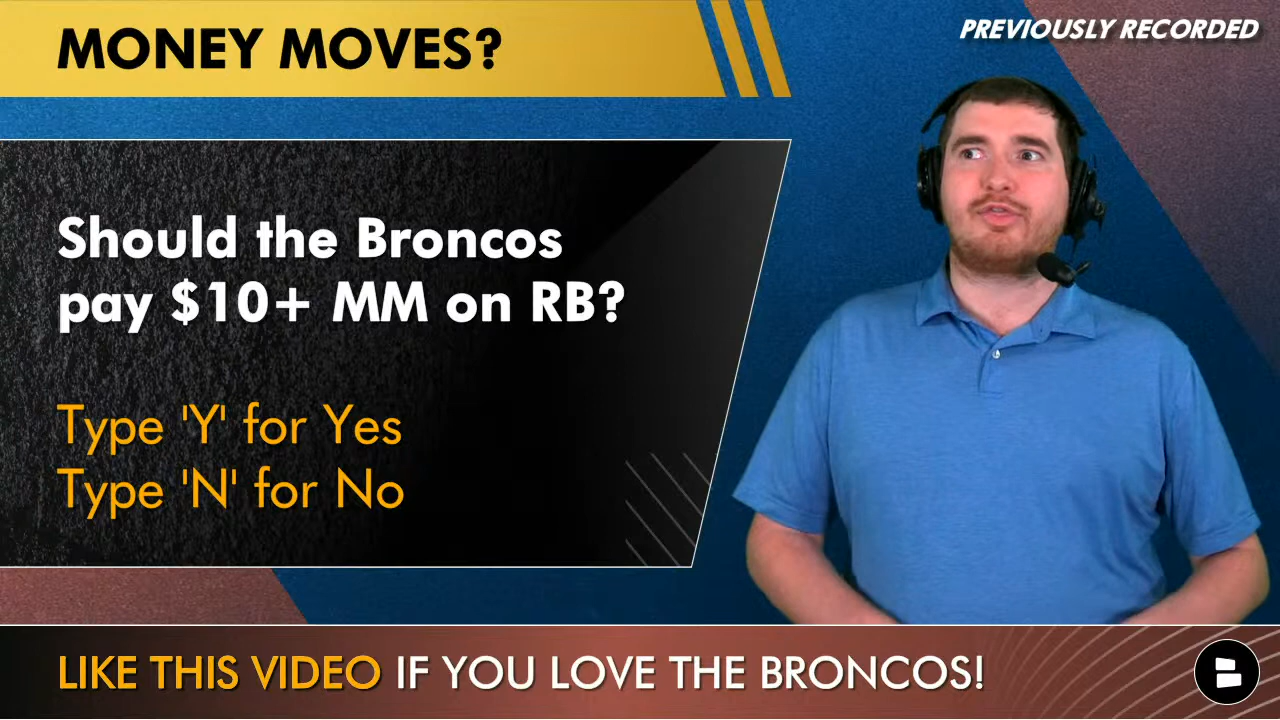 MONEY MOVES?
PREVIOUSLY RECORDED
Should the Broncos
pay $10+ MM on RB?
Type 'Y' for Yes
Type 'N' for No
LIKE THIS VIDEO IF YOU LOVE THE BRONCOS!